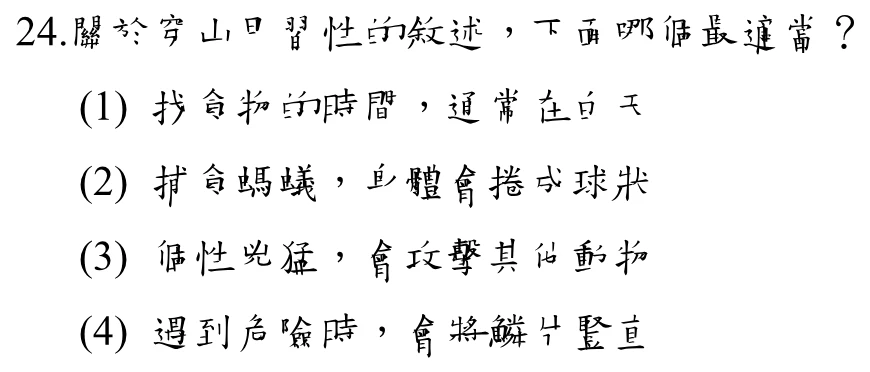 24.關於穿山甲習性的敘述，下面哪個最適當？
(1) 找食物的時間，通常在白天
(2) 捕食螞蟻，身體會捲成球狀
(3) 個性兇猛，會攻擊其他動物
(4) 遇到危險時，會將鱗片豎直